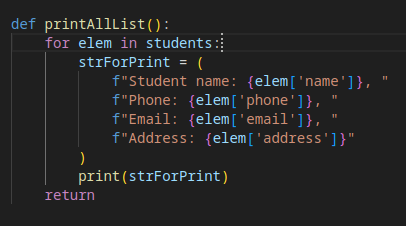 def printAllList():
    for elem in students:
        strForPrint = (
            f"Student name: {elem['name']}, "
            f"Phone: {elem['phone']}, "
            f"Email: {elem['email']}, "
            f"Address: {elem['address']}"
        )
        print(strForPrint)
    return